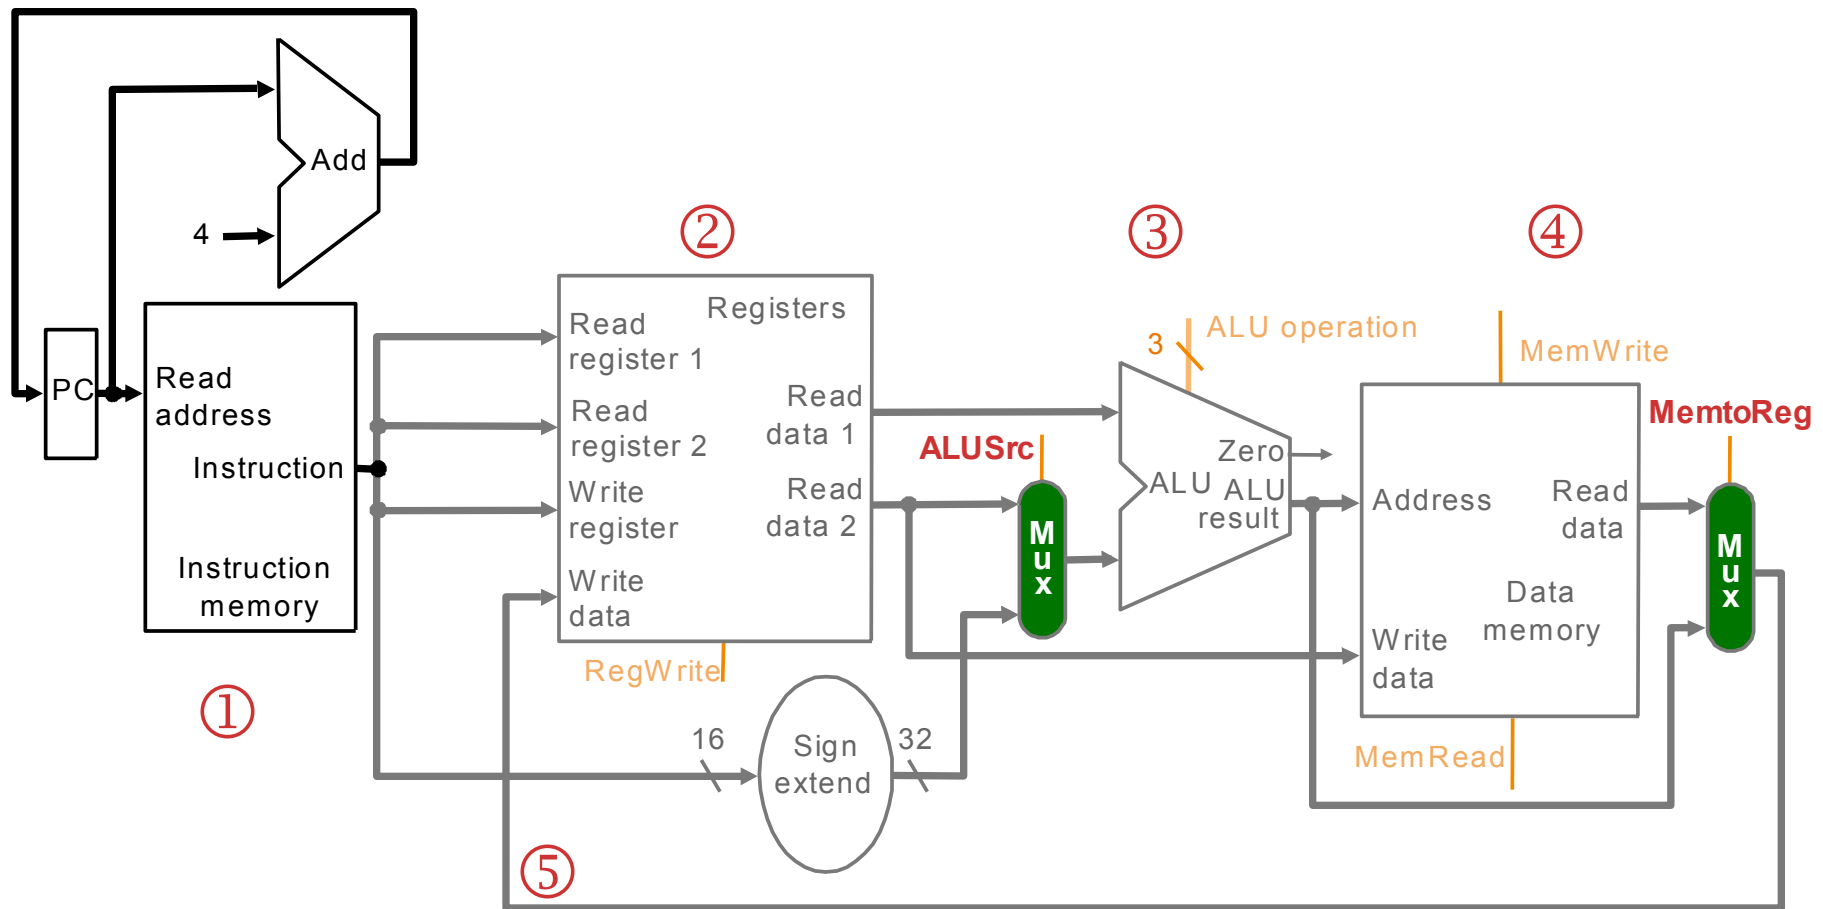 Add
4
PC
Read
address
Instruction
Instruction
memory
①
②
Registers
Read
register 1
Read
register 2
Write
register
Write
data
Read
data 1
Read
data 2
RegWrite
16
Sign
extend
32
⑤
ALUSrc
Mux
③
3
ALU operation
Zero
ALU
ALU
result
④
MemWrite
Address
Read
data
Data
memory
Write
data
MemRead
MemtoReg
Mux